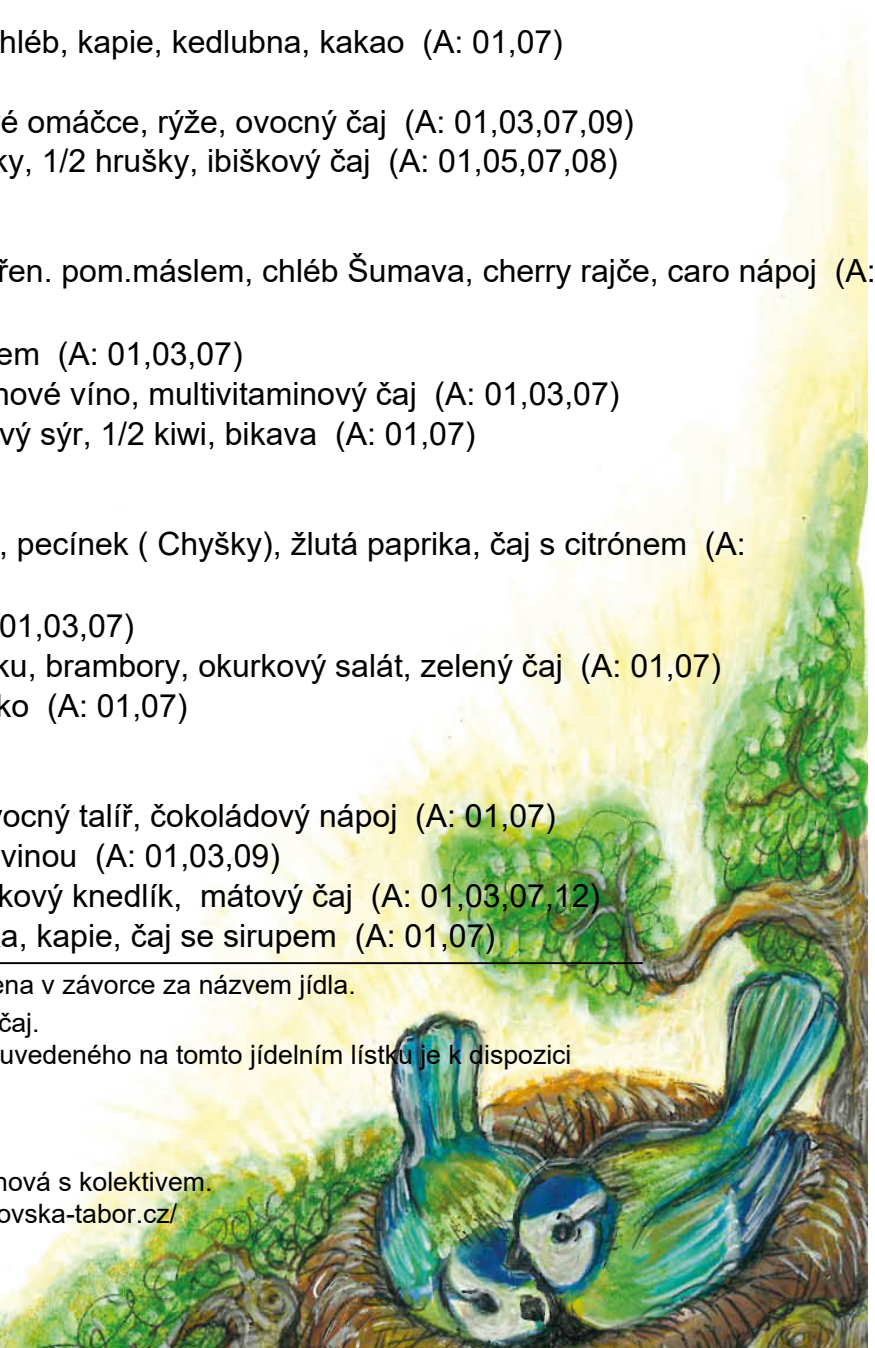 hléb, kapie, kedlubna, kakao (A: 01,07)
é omáčce, rýže, ovocný čaj (A: 01,03,07,09)
ky, 1/2 hrušky, ibiškový čaj (A: 01,05,07,08)
řen. pom.máslem, chléb Šumava, cherry rajče, caro nápoj (A:
em (A: 01,03,07)
nové víno, multivitaminový čaj (A: 01,03,07)
vý sýr, 1/2 kiwi, bikava (A: 01,07)
, pecínek ( Chyšky), žlutá paprika, čaj s citrónem (A:
01,03,07)
ku, brambory, okurkový salát, zelený čaj (A: 01,07)
ko (A: 01,07)
vocný talíř, čokoládový nápoj (A: 01,07)
vinou (A: 01,03,09)
kový knedlík, mátový čaj (A: 01,03,07,12)
a, kapie, čaj se sirupem (A: 01,07)
ena v závorce za názvem jídla.
čaj.
uvedeného na tomto jídelním lístku je k dispozici
nová s kolektivem.
ovska-tabor.cz/